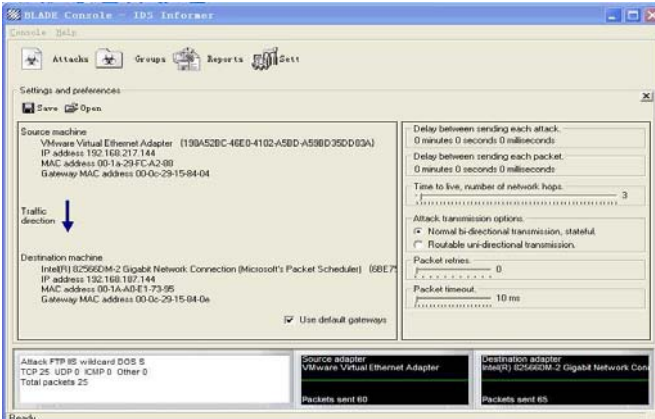 BLADE Console - IDS Informer
Console Help
Attacks Groups Reports Sett
Settings and preferences
Save Open
Source machine
VMware Virtual Ethernet Adapter
IP address 192.168.217.144
MAC address 00-1a-29-FC-A2-88
Gateway MAC address 00-0c-29-15-84-04
Traffic
direction
Destination machine
Intel(R) 82566DM-2 Gigabit Network Connection (Microsoft's Packet Scheduler) (6BE75
IP address 192.168.187.144
MAC address 00-1A-A0-E1-73-95
Gateway MAC address 00-0c-29-15-84-0e
Use default gateways
Delay between sending each attack.
0 minutes 0 seconds 0 milliseconds
Delay between sending each packet.
0 minutes 0 seconds 0 milliseconds
Time to live, number of network hops.
3
Attack transmission options.
Normal bi-directional transmission, stateful.
Routable uni-directional transmission.
Packet retries.
0
Packet timeout.
10 ms
Attack FTP IIS wildcard DOS S
TCP 25 UDP 0 ICMP 0 Other 0
Total packets 25
Source adapter
VMware Virtual Ethernet Adapter
Packets sent 60
Destination adapter
Intel(R) 82566DM-2 Gigabit Network Con
Packets sent 65
Ready